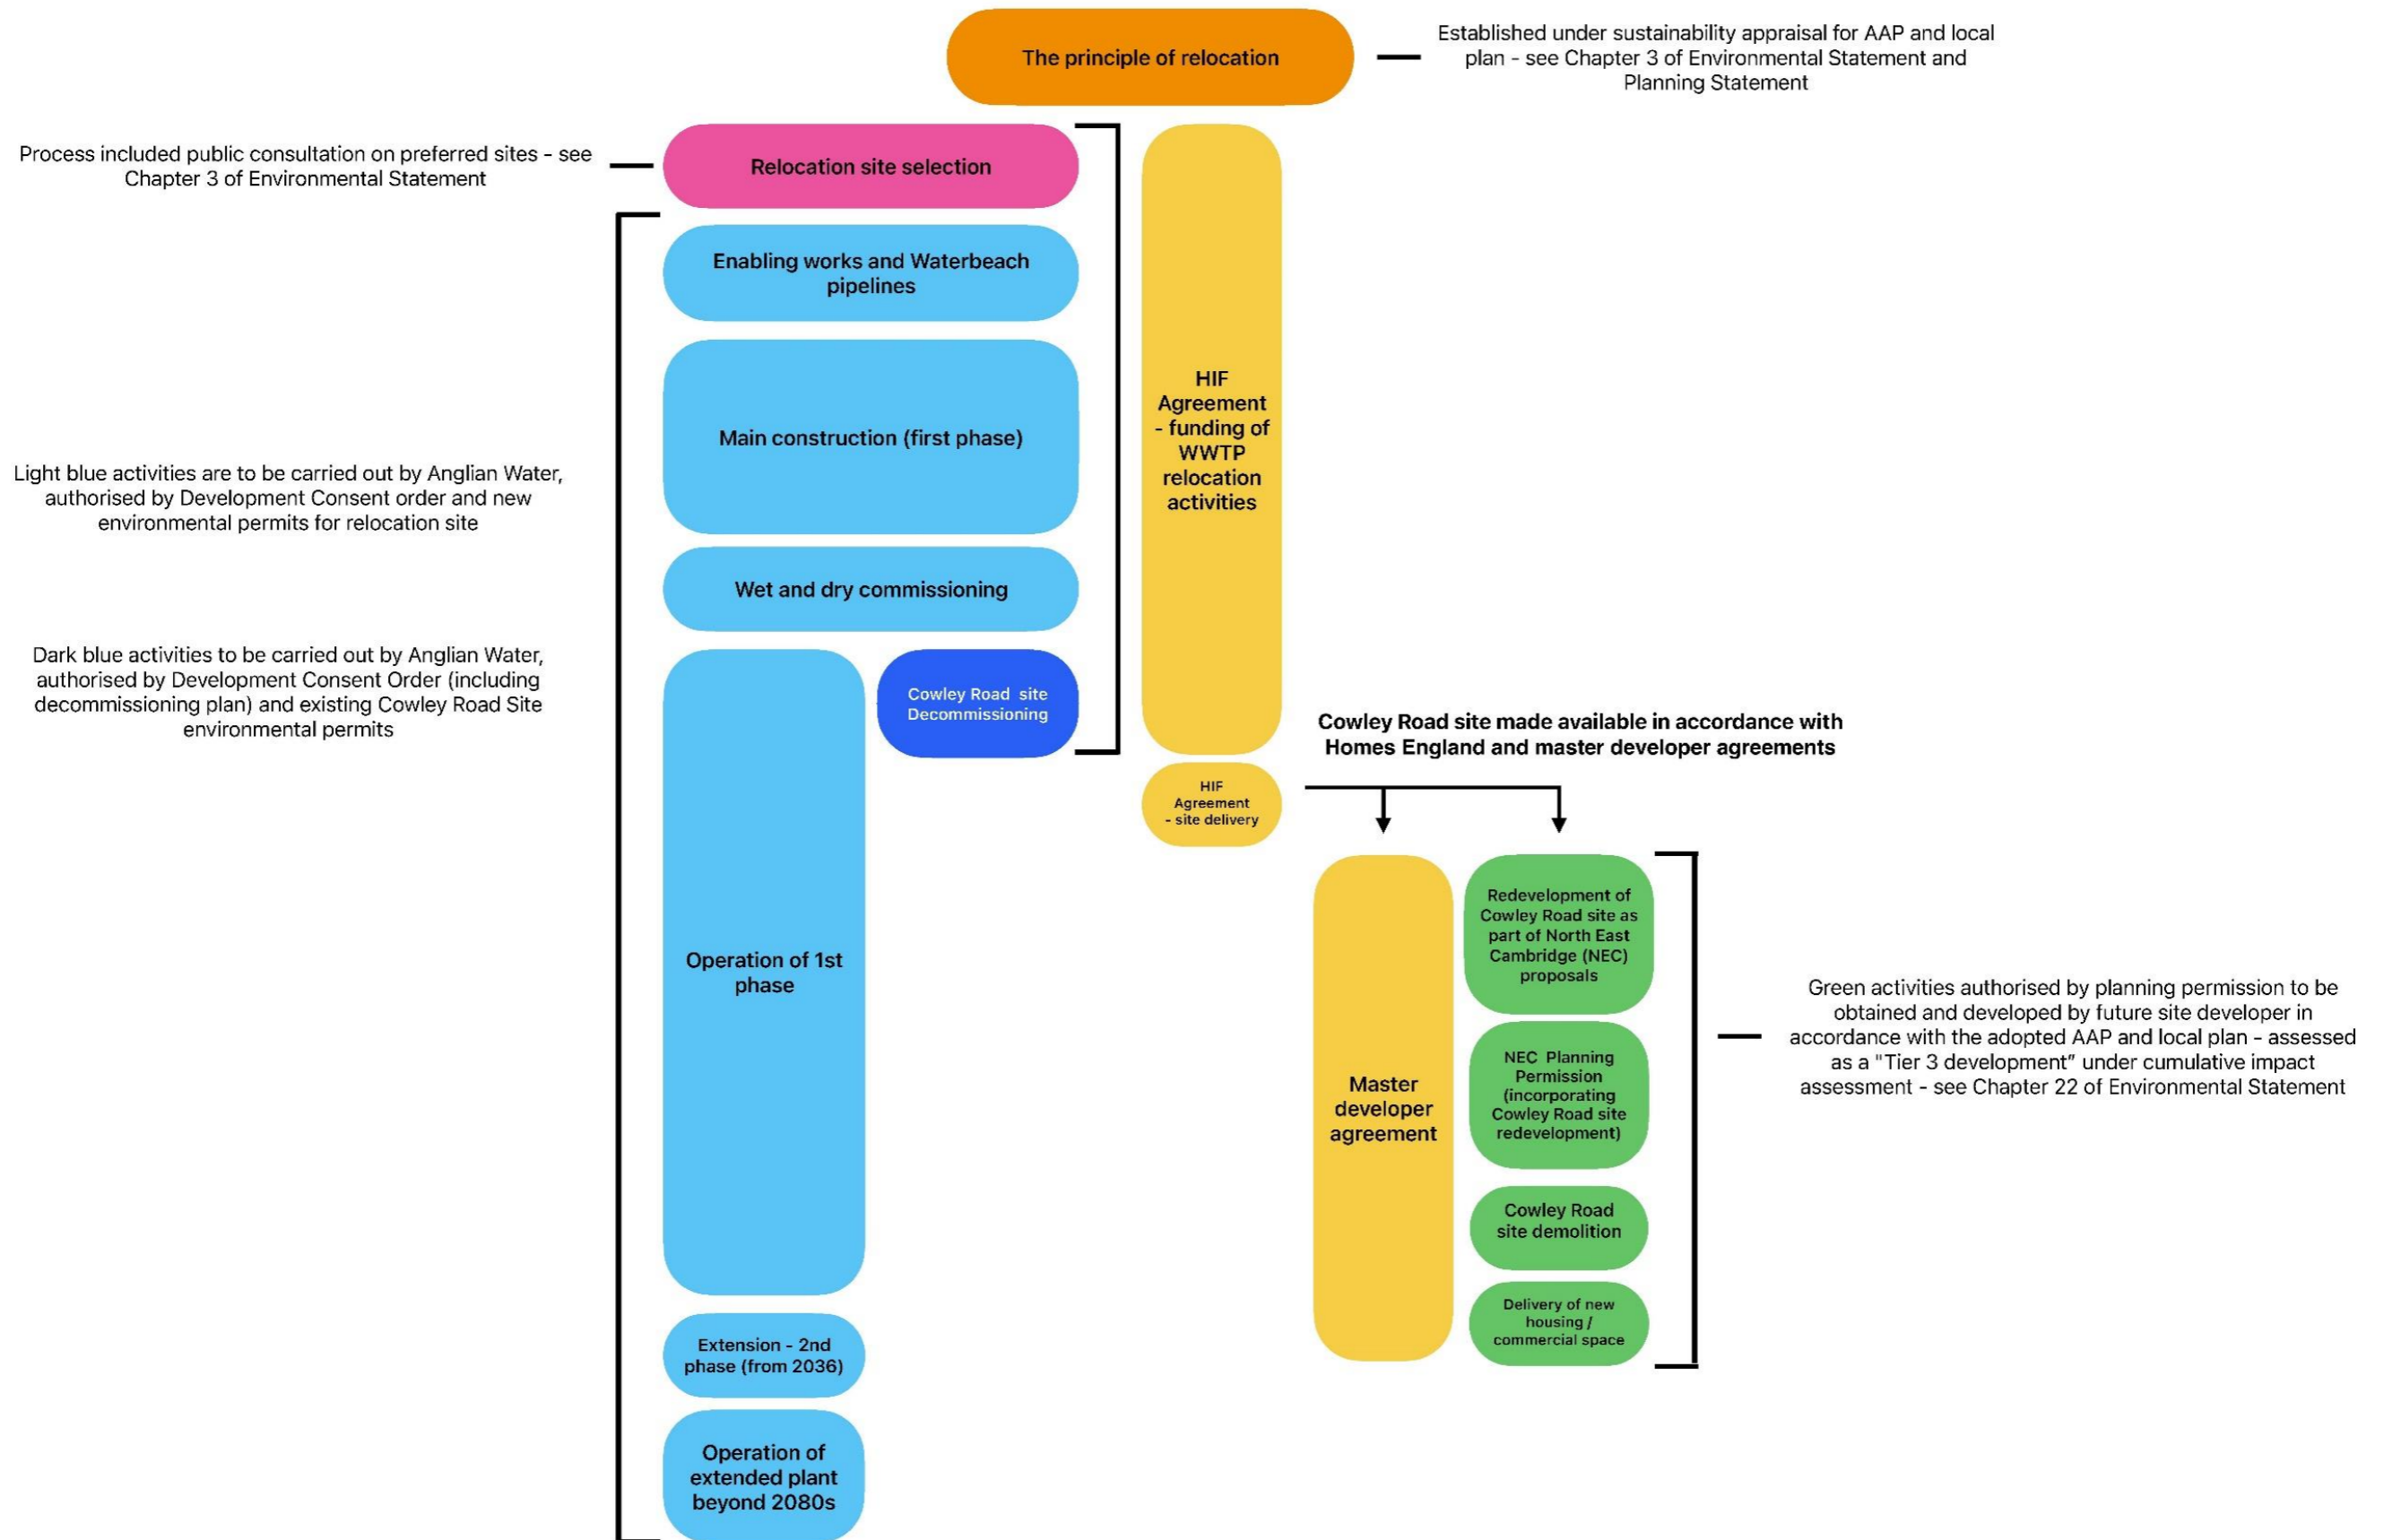 The principle of relocation
Established under sustainability appraisal for AAP and local
plan - see Chapter 3 of Environmental Statement and
Planning Statement
Process included public consultation on preferred sites - see
Chapter 3 of Environmental Statement
Relocation site selection
Enabling works and Waterbeach
pipelines
Main construction (first phase)
Light blue activities are to be carried out by Anglian Water,
authorised by Development Consent order and new
environmental permits for relocation site
HIF
Agreement
- funding of
WWTP
relocation
activities
Wet and dry commissioning
Dark blue activities to be carried out by Anglian Water,
authorised by Development Consent Order (including
decommissioning plan) and existing Cowley Road Site
environmental permits
Cowley Road site
Decommissioning
Cowley Road site made available in accordance with
Homes England and master developer agreements
HIF
Agreement
- site delivery
Operation of 1st
phase
Master
developer
agreement
Redevelopment of
Cowley Road site as
part of North East
Cambridge (NEC)
proposals
NEC Planning
Permission
(incorporating
Cowley Road site
redevelopment)
Cowley Road
site demolition
Delivery of new
housing /
commercial space
Green activities authorised by planning permission to be
obtained and developed by future site developer in
accordance with the adopted AAP and local plan - assessed
as a "Tier 3 development” under cumulative impact
assessment - see Chapter 22 of Environmental Statement
Extension - 2nd
phase (from 2036)
Operation of
extended plant
beyond 2080s